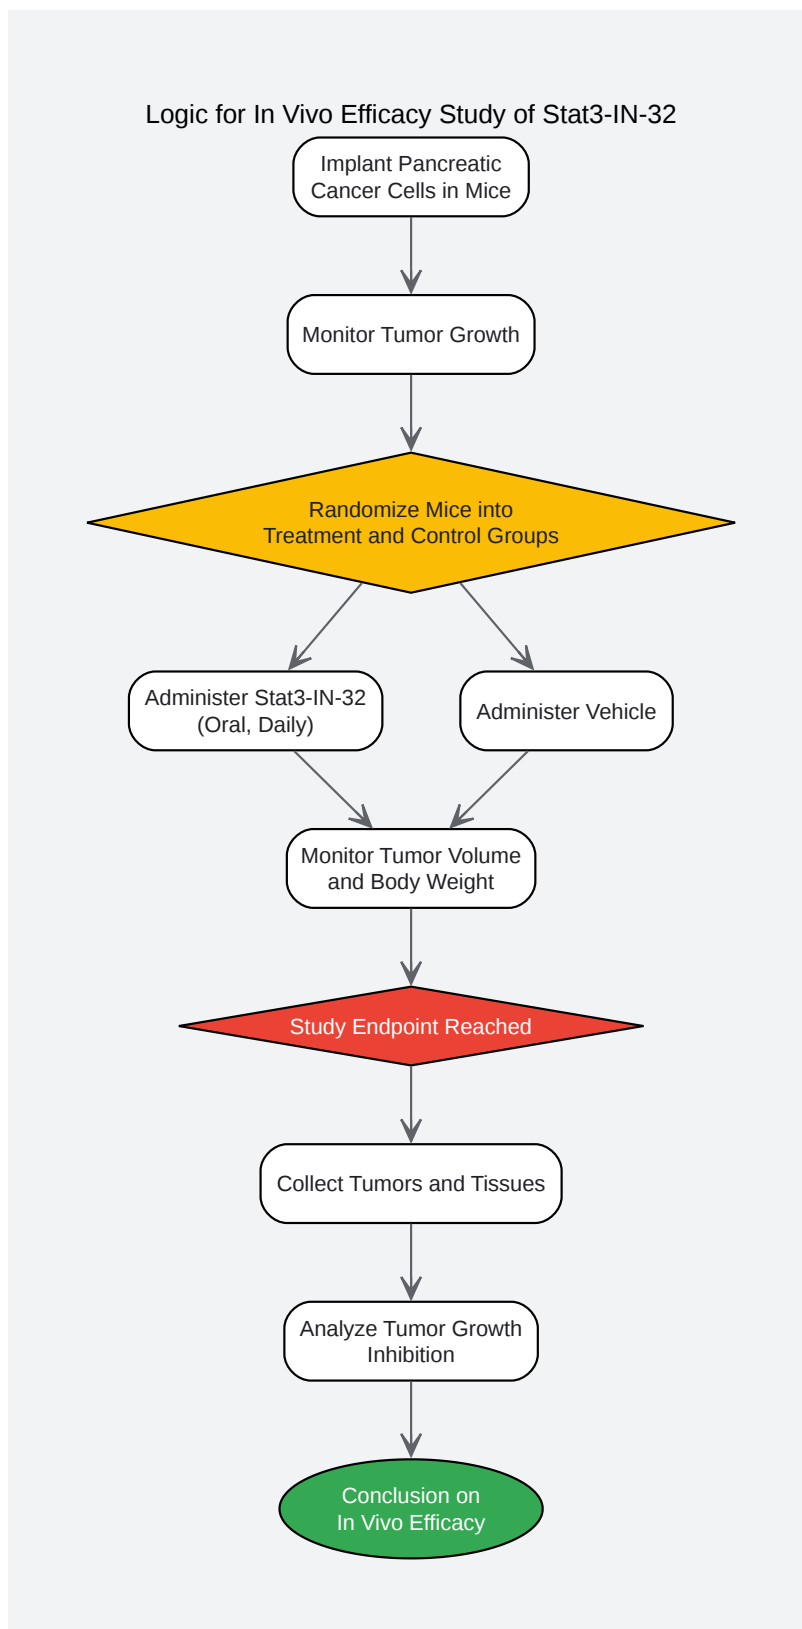 Logic for In Vivo Efficacy Study of Stat3-IN-32
Implant Pancreatic
Cancer Cells in Mice
Monitor Tumor Growth
Randomize Mice into
Treatment and Control Groups
Administer Stat3-IN-32
(Oral, Daily)
Administer Vehicle
Monitor Tumor Volume
and Body Weight
Study Endpoint Reached
Collect Tumors and Tissues
Analyze Tumor Growth
Inhibition
Conclusion on
In Vivo Efficacy